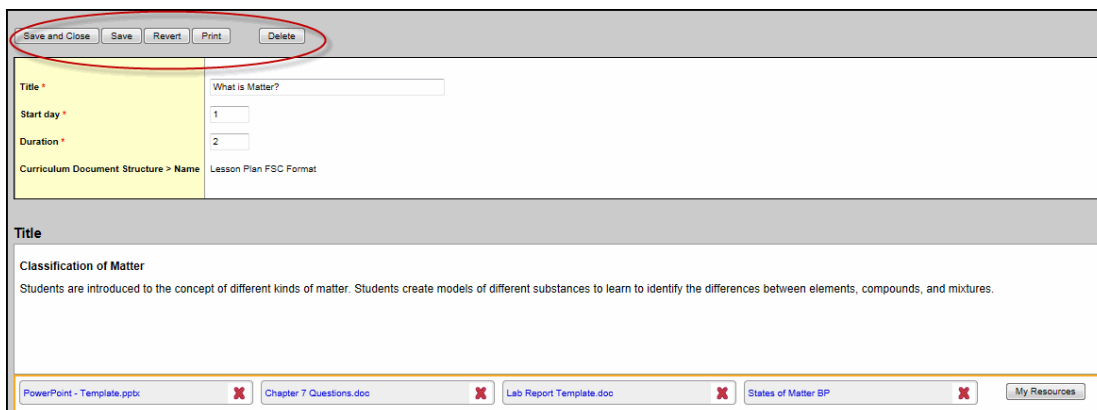 Save and Close Save Revert Print Delete
Title * What is Matter?
Start day * 1
Duration * 2
Curriculum Document Structure > Name Lesson Plan FSC Format
Title
Classification of Matter
Students are introduced to the concept of different kinds of matter. Students create models of different substances to learn to identify the differences between elements, compounds, and mixtures.
PowerPoint - Template.pptx Chapter 7 Questions.doc Lab Report Template.doc States of Matter BP My Resources